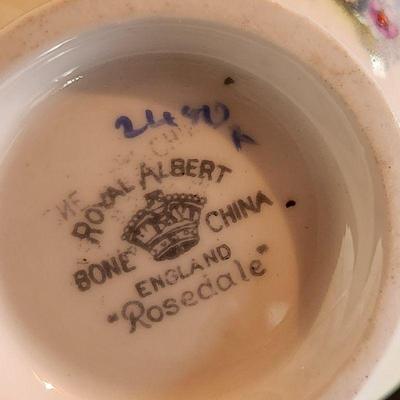 ROYAL ALBERT
BONE CHINA
ENGLAND
"Rosedale"